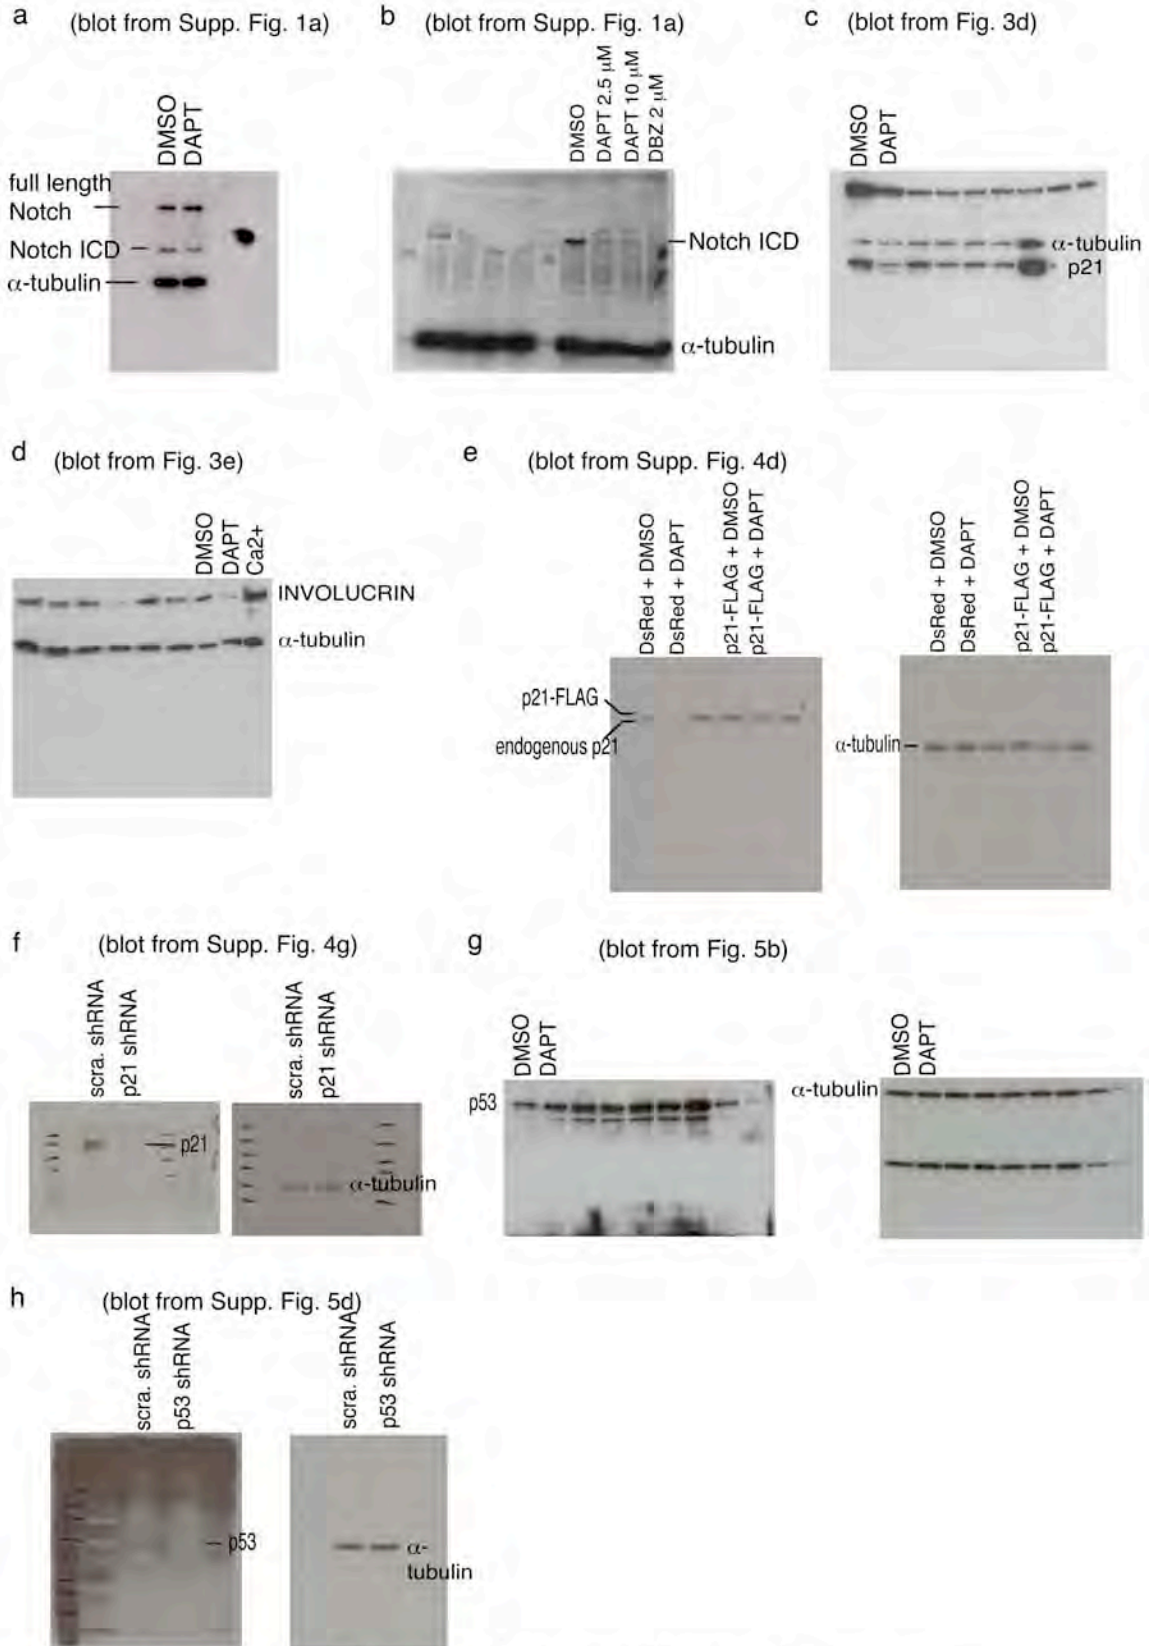 a
(blot from Supp. Fig. 1a)
DMSO
DAPT
full length
Notch
Notch ICD
α-tubulin
b
(blot from Supp. Fig. 1a)
DMSO
DAPT 2.5 μM
DAPT 10 μM
DBZ 2 μM
Notch ICD
α-tubulin
c
(blot from Fig. 3d)
DMSO
DAPT
α-tubulin
p21
d
(blot from Fig. 3e)
DMSO
DAPT
Ca2+
INVOLUCRIN
α-tubulin
e
(blot from Supp. Fig. 4d)
DsRed + DMSO
DsRed + DAPT
p21-FLAG + DMSO
p21-FLAG + DAPT
p21-FLAG
endogenous p21
DsRed + DMSO
DsRed + DAPT
p21-FLAG + DMSO
p21-FLAG + DAPT
α-tubulin
f
(blot from Supp. Fig. 4g)
scra. shRNA
p21 shRNA
p21
scra. shRNA
p21 shRNA
α-tubulin
g
(blot from Fig. 5b)
DMSO
DAPT
p53
DMSO
DAPT
α-tubulin
h
(blot from Supp. Fig. 5d)
scra. shRNA
p53 shRNA
p53
scra. shRNA
p53 shRNA
α-
tubulin